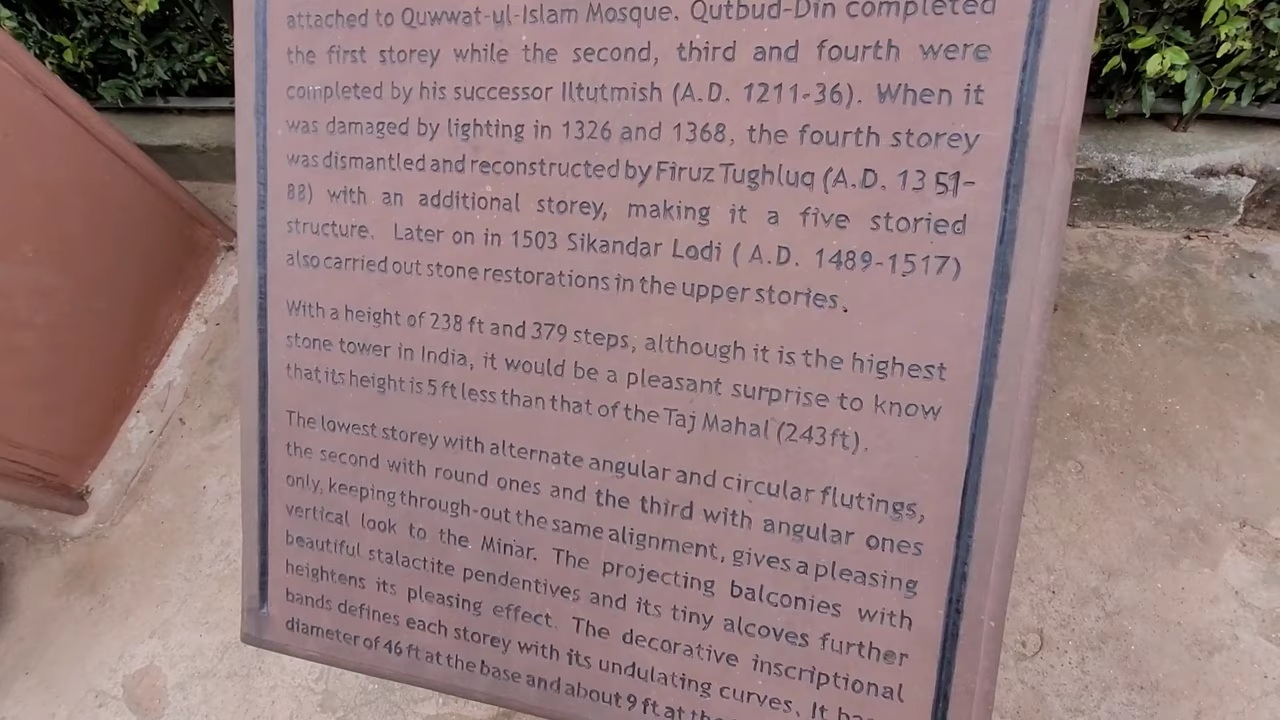 attached to Quwwat-ul-Islam Mosque. Qutbud-Din completed
the first storey while the second, third and fourth were
completed by his successor Iltutmish (A.D. 1211-36). When it
was damaged by lighting in 1326 and 1368, the fourth storey
was dismantled and reconstructed by Firuz Tughluq (A.D. 1351-
88) with an additional storey, making it a five storied
structure. Later on in 1503 Sikandar Lodi ( A.D. 1489-1517)
also carried out stone restorations in the upper stories.
With a height of 238 ft and 379 steps, although it is the highest
stone tower in India, it would be a pleasant surprise to know
that its height is 5 ft less than that of the Taj Mahal (243ft).
The lowest storey with alternate angular and circular flutings,
the second with round ones and the third with angular ones
only, keeping through-out the same alignment, gives a pleasing
vertical look to the Minar. The projecting balconies with
beautiful stalactite pendentives and its tiny alcoves further
heightens its pleasing effect. The decorative inscriptional
bands defines each storey with its undulating curves. It
diameter of 46 ft at the base and about 9 ft at